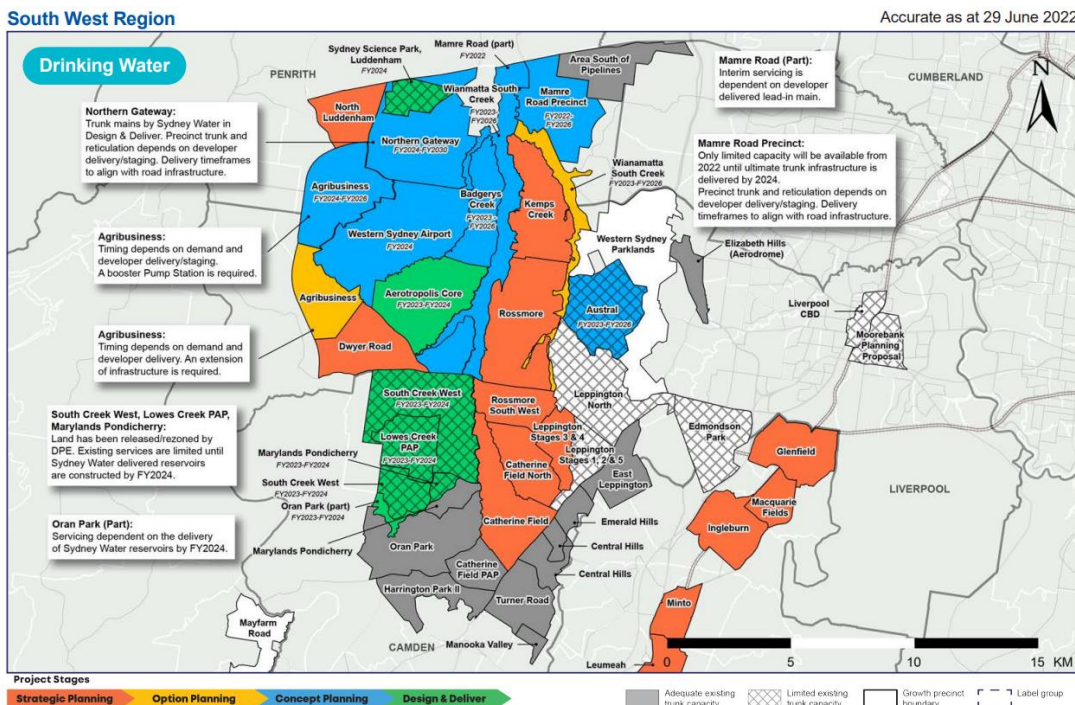 South West Region
Accurate as at 29 June 2022
Drinking Water
PENRITH
Sydney Science Park,
Luddenham
FY2024
Mamre Road (part)
FY2022
Area South of
Pipelines
Mamre Road (Part):
Interim servicing is
dependent on developer
delivered lead-in main.
CUMBERLAND
N
Northern Gateway:
Trunk mains by Sydney Water in
Design & Deliver. Precinct trunk and
reticulation depends on developer
delivery/staging. Delivery timeframes
to align with road infrastructure.
North
Luddenham
Wianmatta South
Creek
FY2023-
FY2026
Mamre
Road Precinct
FY2022-
FY2026
Northern Gateway
FY2024-FY2030
Mamre Road Precinct:
Only limited capacity will be available from
2022 until ultimate trunk infrastructure is
delivered by 2024.
Precinct trunk and reticulation depends on
developer delivery/staging. Delivery
timeframes to align with road infrastructure.
Wianamatta
South Creek
FY2023-FY2026
Agribusiness
FY2024-FY2026
Badgerys
Creek
FY2023-
FY2026
Kemps
Creek
Agribusiness:
Timing depends on demand and
developer delivery/staging.
A booster Pump Station is required.
Western Sydney Airport
FY2024
Western Sydney
Parklands
Elizabeth Hills
(Aerodrome)
Agribusiness
Aerotropolis Core
FY2023-FY2024
Rossmore
Austral
FY2023-FY2026
Liverpool
CBD
Moorebank
Planning
Proposal
Agribusiness:
Timing depends on demand and
developer delivery. An extension
of infrastructure is required.
Dwyer Road
South Creek West
FY2023-FY2024
Rossmore
South West
Leppington
North
Edmondson
Park
South Creek West, Lowes Creek PAP,
Marylands Pondicherry:
Land has been released/rezoned by
DPE. Existing services are limited until
Sydney Water delivered reservoirs
are constructed by FY2024.
Lowes Creek
PAP
FY2023-FY2024
Leppington
Stages 3 & 4
Leppington
Stages 1, 2 & 5
Glenfield
Marylands Pondicherry
FY2023-FY2024
Catherine
Field North
East
Leppington
LIVERPOOL
South Creek West
FY2023-FY2024
Oran Park (part)
FY2023-FY2024
Macquarie
Fields
Ingleburn
Catherine Field
Emerald Hills
Oran Park (Part):
Servicing dependent on the delivery
of Sydney Water reservoirs by FY2024.
Marylands Pondicherry
Oran Park
Central Hills
Catherine
Field PAP
Central Hills
Harrington Park II
Turner Road
Minto
Mayfarm
Road
CAMDEN
Manooka Valley
Leumeah
0 5 10 15 KM
Project Stages
Strategic Planning
Option Planning
Concept Planning
Design & Deliver
Adequate existing
trunk capacity
Limited existing
trunk capacity
Growth precinct
boundary
Label group